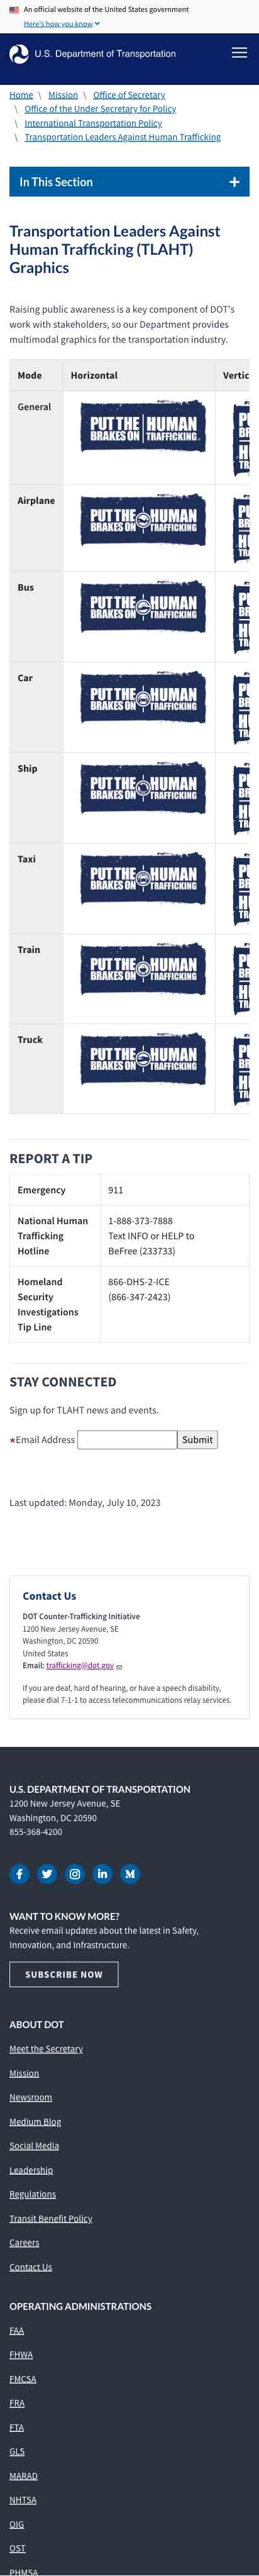 An official website of the United States government
Here's how you know
U.S. Department of Transportation
Home \ Mission \ Office of Secretary
\ Office of the Under Secretary for Policy
\ International Transportation Policy
\ Transportation Leaders Against Human Trafficking
In This Section
Transportation Leaders Against
Human Trafficking (TLAHT)
Graphics
Raising public awareness is a key component of DOT's
work with stakeholders, so our Department provides
multimodal graphics for the transportation industry.
Mode Horizontal Vertic
General
PUT THE HUMAN
BRAKES ON TRAFFICKING.
Airplane
PUT THE HUMAN
BRAKES ON TRAFFICKING.
Bus
PUT THE HUMAN
BRAKES ON TRAFFICKING.
Car
PUT THE HUMAN
BRAKES ON TRAFFICKING.
Ship
PUT THE HUMAN
BRAKES ON TRAFFICKING.
Taxi
PUT THE HUMAN
BRAKES ON TRAFFICKING.
Train
PUT THE HUMAN
BRAKES ON TRAFFICKING.
Truck
PUT THE HUMAN
BRAKES ON TRAFFICKING.
REPORT A TIP
Emergency 911
National Human
Trafficking
Hotline
1-888-373-7888
Text INFO or HELP to
BeFree (233733)
Homeland
Security
Investigations
Tip Line
866-DHS-2-ICE
(866-347-2423)
STAY CONNECTED
Sign up for TLAHT news and events.
*Email Address Submit
Last updated: Monday, July 10, 2023
Contact Us
DOT Counter-Trafficking Initiative
1200 New Jersey Avenue, SE
Washington, DC 20590
United States
Email: trafficking@dot.gov
If you are deaf, hard of hearing, or have a speech disability,
please dial 7-1-1 to access telecommunications relay services.
U.S. DEPARTMENT OF TRANSPORTATION
1200 New Jersey Avenue, SE
Washington, DC 20590
855-368-4200
WANT TO KNOW MORE?
Receive email updates about the latest in Safety,
Innovation, and Infrastructure.
SUBSCRIBE NOW
ABOUT DOT
Meet the Secretary
Mission
Newsroom
Medium Blog
Social Media
Leadership
Regulations
Transit Benefit Policy
Careers
Contact Us
OPERATING ADMINISTRATIONS
FAA
FHWA
FMCSA
FRA
FTA
GLS
MARAD
NHTSA
OIG
OST
PHMSA